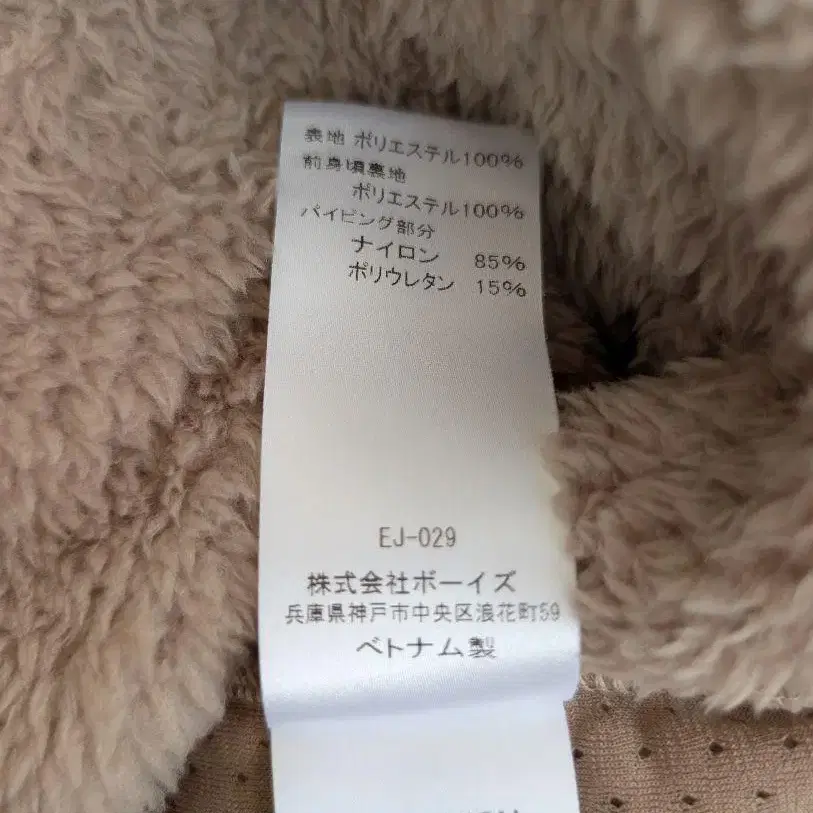 表地 ポリエステル100%
前身頃裏地
ポリエステル100%
パイピング部分
ナイロン 85%
ポリウレタン 15%
EJ-029
株式会社ボーイズ
兵庫県神戸市中央区浪花町59
ベトナム製